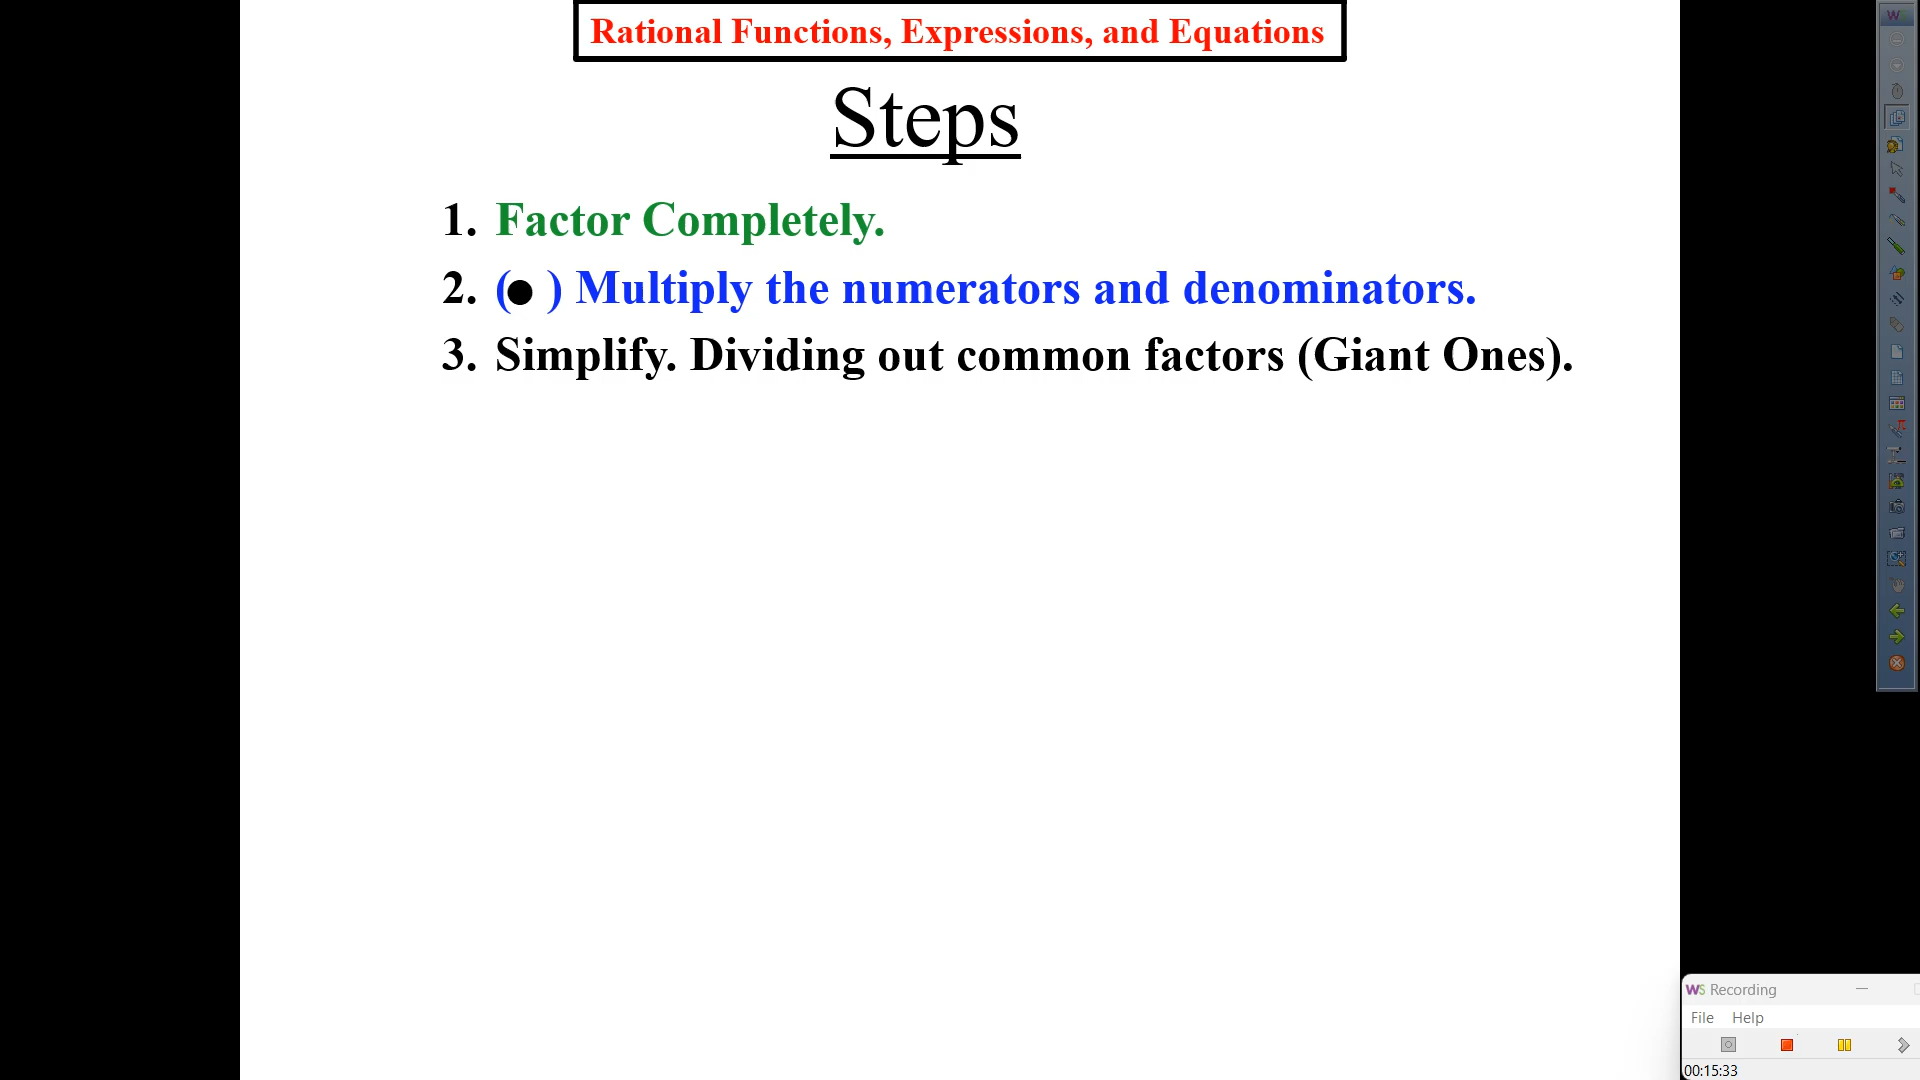 Rational Functions, Expressions, and Equations
Steps
1. Factor Completely.
2. (● ) Multiply the numerators and denominators.
3. Simplify. Dividing out common factors (Giant Ones).
WS Recording
File Help
00:15:33